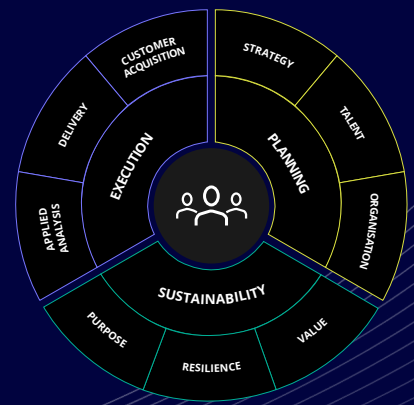 CUSTOMER
ACQUISITION
STRATEGY
DELIVERY
TALENT
EXECUTION
PLANNING
APPLIED
ANALYSIS
ORGANISATION
SUSTAINABILITY
PURPOSE
VALUE
RESILIENCE